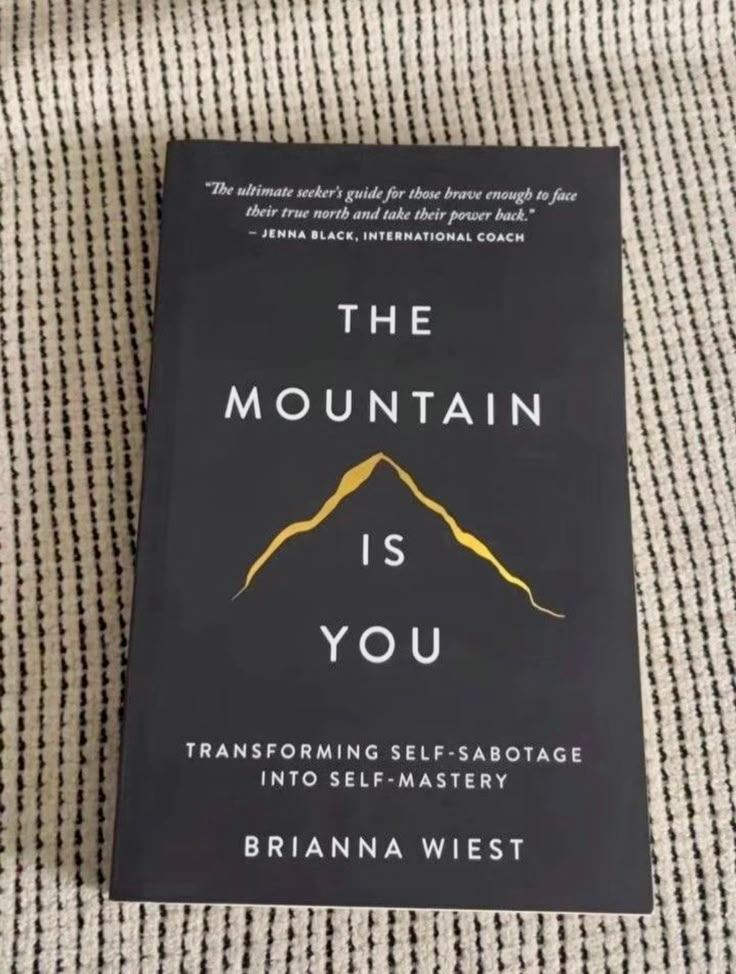 "The ultimate seeker's guide for those brave enough to face
their true north and take their power back."
– JENNA BLACK, INTERNATIONAL COACH
THE
MOUNTAIN
IS
YOU
TRANSFORMING SELF-SABOTAGE
INTO SELF-MASTERY
BRIANNA WIEST